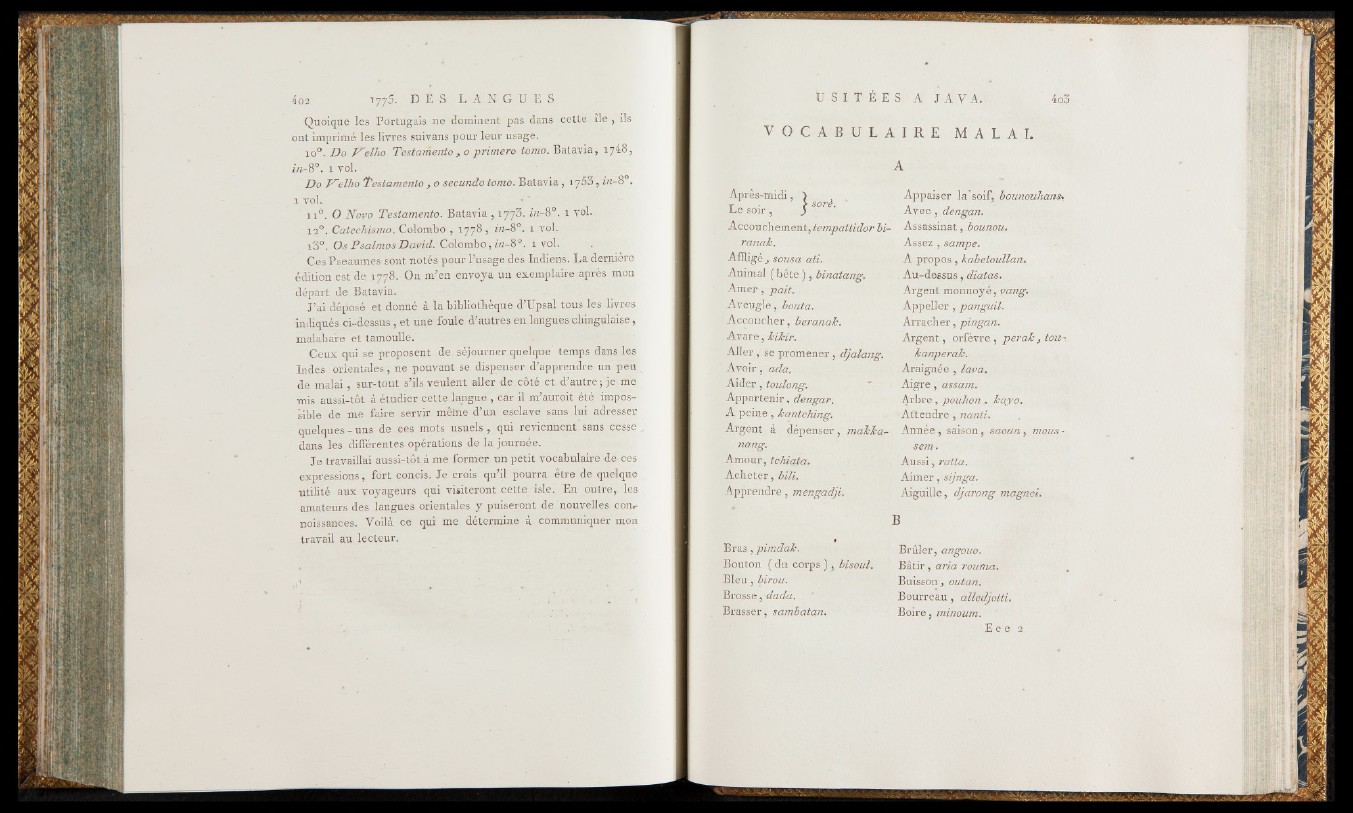 402 1775. DES LANGUES
Quoique les Portugais ne dominent pas dans cette île, ils
ont imprimé les livres suivans pour leur usage.
10°. Do Velho Testamento, o primero tomo. Batavia, 1748,
in-8°. 1 vol.
Do Velho Testamento, o secundo tomo. Batavia, 1753, in-8°.
1 vol.
11°. O Novo Testamento. Batavia, 1773. in-8°. 1 vol.
12°. Catechismo. Colombo, 1778, in-8°. 1 vol.
13°. Os Psalmos David. Colombo, in-8°. 1 vol.
Ces Pseaumes sont notés pour l'usage des Indiens. La dernière
édition est de 1778. On m'en envoya un exemplaire après mon
départ de Batavia.
J'ai déposé et donné à la bibliothèque d'Upsal tous les livres
indiqués ci-dessus, et une foule d'autres en langues chingulaise,
malabare et tamoulle.
Ceux qui se proposent de séjourner quelque temps dans les
Indes orientales, ne pouvant se dispenser d'apprendre un peu
de malai, sur-tout s'ils veulent aller de côté et d'autre; je me
mis aussi-tôt à étudier cette langue, car il m'auroit été impos-
sible de me faire servir même d'un esclave sans lui adresser
quelques-uns de ces mots usuels, qui reviennent sans cesse
dans les différentes opérations de la journée.
Je travaillai aussi-tôt à me former un petit vocabulaire de ces
expressions, fort concis. Je crois qu'il pourra être de quelque
utilité aux voyageurs qui visiteront cette isle. En outre, les
amateurs des langues orientales y puiseront de nouvelles con-
noissances. Voilà ce qui me détermine à communiquer mon
travail au lecteur.
USITÉES A JAVA. 403
VOCABULAIRE MALAI.
A
Après-midi, } sorè.
Le soir,
Accouchement, tempattidor bi-
ranak.
Affligé, sousa ati.
Animal (bête), binatang.
Amer, pait.
Aveugle, bouta.
Accoucher, beranak.
Avare, kikir.
Aller, se promener, djalang.
Avoir, ada.
Aider, toulong.
Appartenir, dengar.
A peine, kantching.
Argent à dépenser, makka-
nang.
Amour, tchiata.
Acheter, bili.
Apprendre, mengadji.
Appaiser la soif, bounouhans.
Avec, dengan.
Assassinat, bounou.
Assez, sampe.
A propos, kabetoullan.
Au-dessus, diatas.
Argent monnoyé, vang.
Appeller, panguil.
Arracher, pingan.
Argent, orfèvre, perak, tou-
kanperak.
Araignée, lava.
Aigre, assam.
Arbre, pouhon, kayo.
Attendre, nanti.
Année, saison, saoun, mous-
sem.
Aussi, ratta.
Aimer, sijnga.
Aiguille, djarong magnei.
B
Bras, pimdak.
Bouton (du corps), bisoul.
Bleu, birou.
Brosse, dada.
Brasser, sambatan.
Brûler, angouo.
Bâtir, aria rouma.
Buisson, outan.
Bourreau, allodjotti.
Boire, minoum.
Eee 2